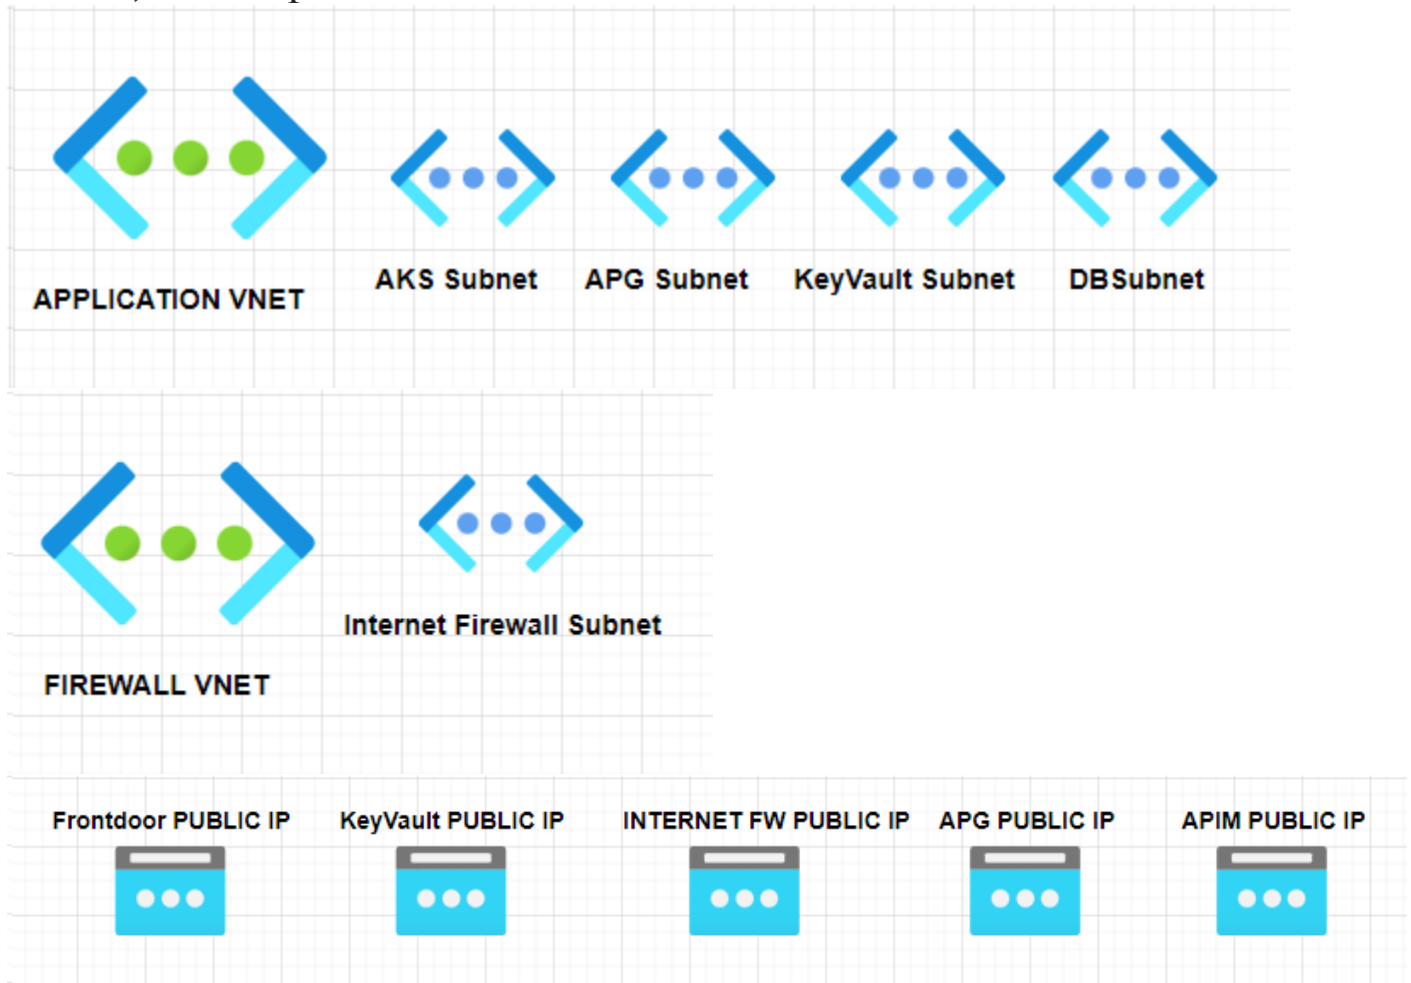 APPLICATION VNET
AKS Subnet
APG Subnet
KeyVault Subnet
DBSubnet
FIREWALL VNET
Internet Firewall Subnet
Frontdoor PUBLIC IP
KeyVault PUBLIC IP
INTERNET FW PUBLIC IP
APG PUBLIC IP
APIM PUBLIC IP